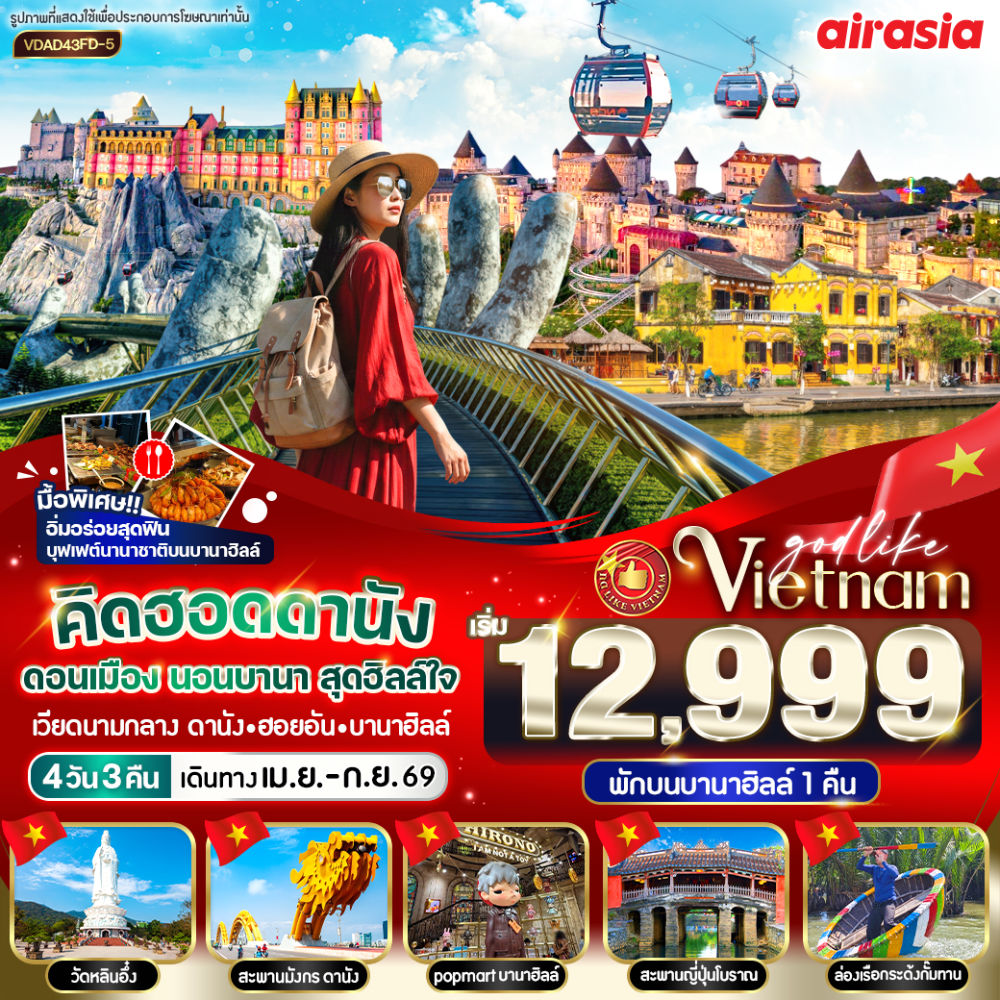 รูปภาพที่แสดงใช้เพื่อประกอบการโฆษณาเท่านั้น
VDAD43FD-5
airasia
มื้อพิเศษ!!
อิ่มอร่อยสุดฟิน
บุฟเฟต์นานาชาติบนบานาฮิลล์
godlike
Vietnam
LIKE VIETNAM
คิดฮอดดานัง
ดอนเมือง นอนบานา สุดฮิลล์ใจ
เวียดนามกลาง ดานัง•ฮอยอัน•บานาฮิลล์
4 วัน 3 คืน เดินทาง เม.ย.-ก.ย. 69
เริ่ม
12,999
พักบนบานาฮิลล์ 1 คืน
HIRONO
I AM NOT A TOY
วัดหลินอึ๋ง
สะพานมังกร ดานัง
popmart บานาฮิลล์
สะพานญี่ปุ่นโบราณ
ล่องเรือกระด้งกั๊มทาน